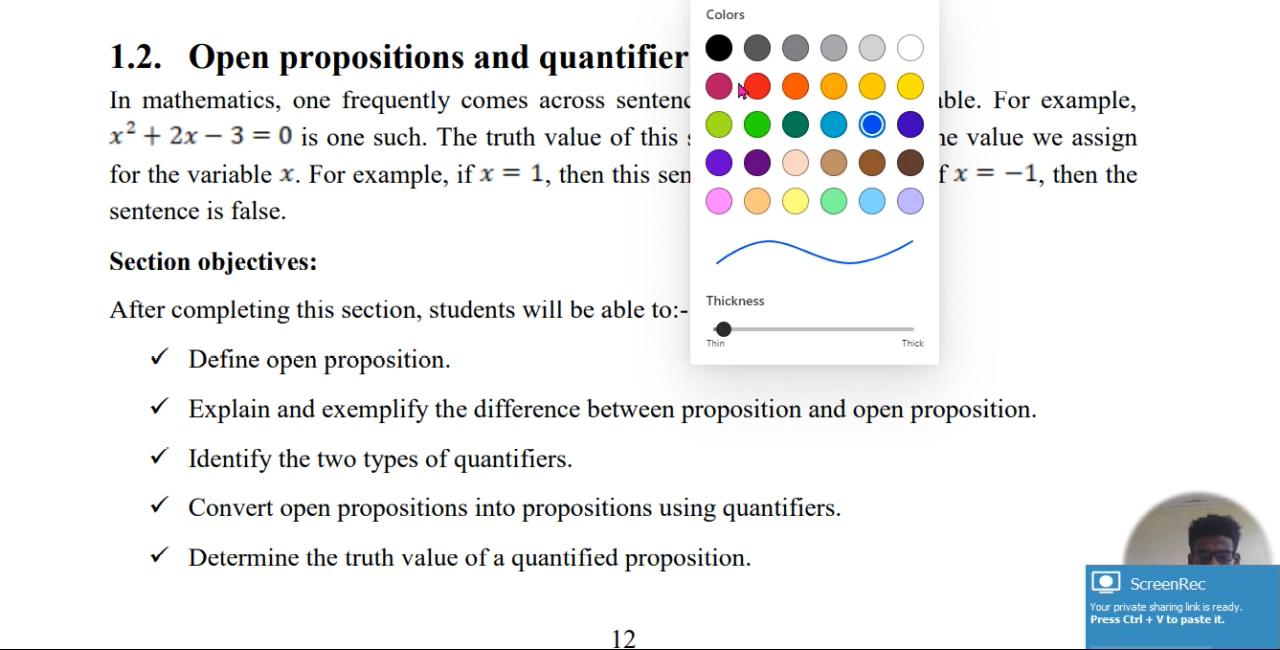 1.2. Open propositions and quantifier
In mathematics, one frequently comes across For example,
x² + 2x − 3 = 0 is one such. The truth value of this value we assign
for the variable x. For example, if x = 1, then this x = −1, then the
sentence is false.
Section objectives:
After completing this section, students will be able to:-
✓ Define open proposition.
✓ Explain and exemplify the difference between proposition and open proposition.
✓ Identify the two types of quantifiers.
✓ Convert open propositions into propositions using quantifiers.
✓ Determine the truth value of a quantified proposition.
12
Colors
Thickness
Thin Thick
ScreenRec
Your private sharing link is ready.
Press Ctrl + V to paste it.